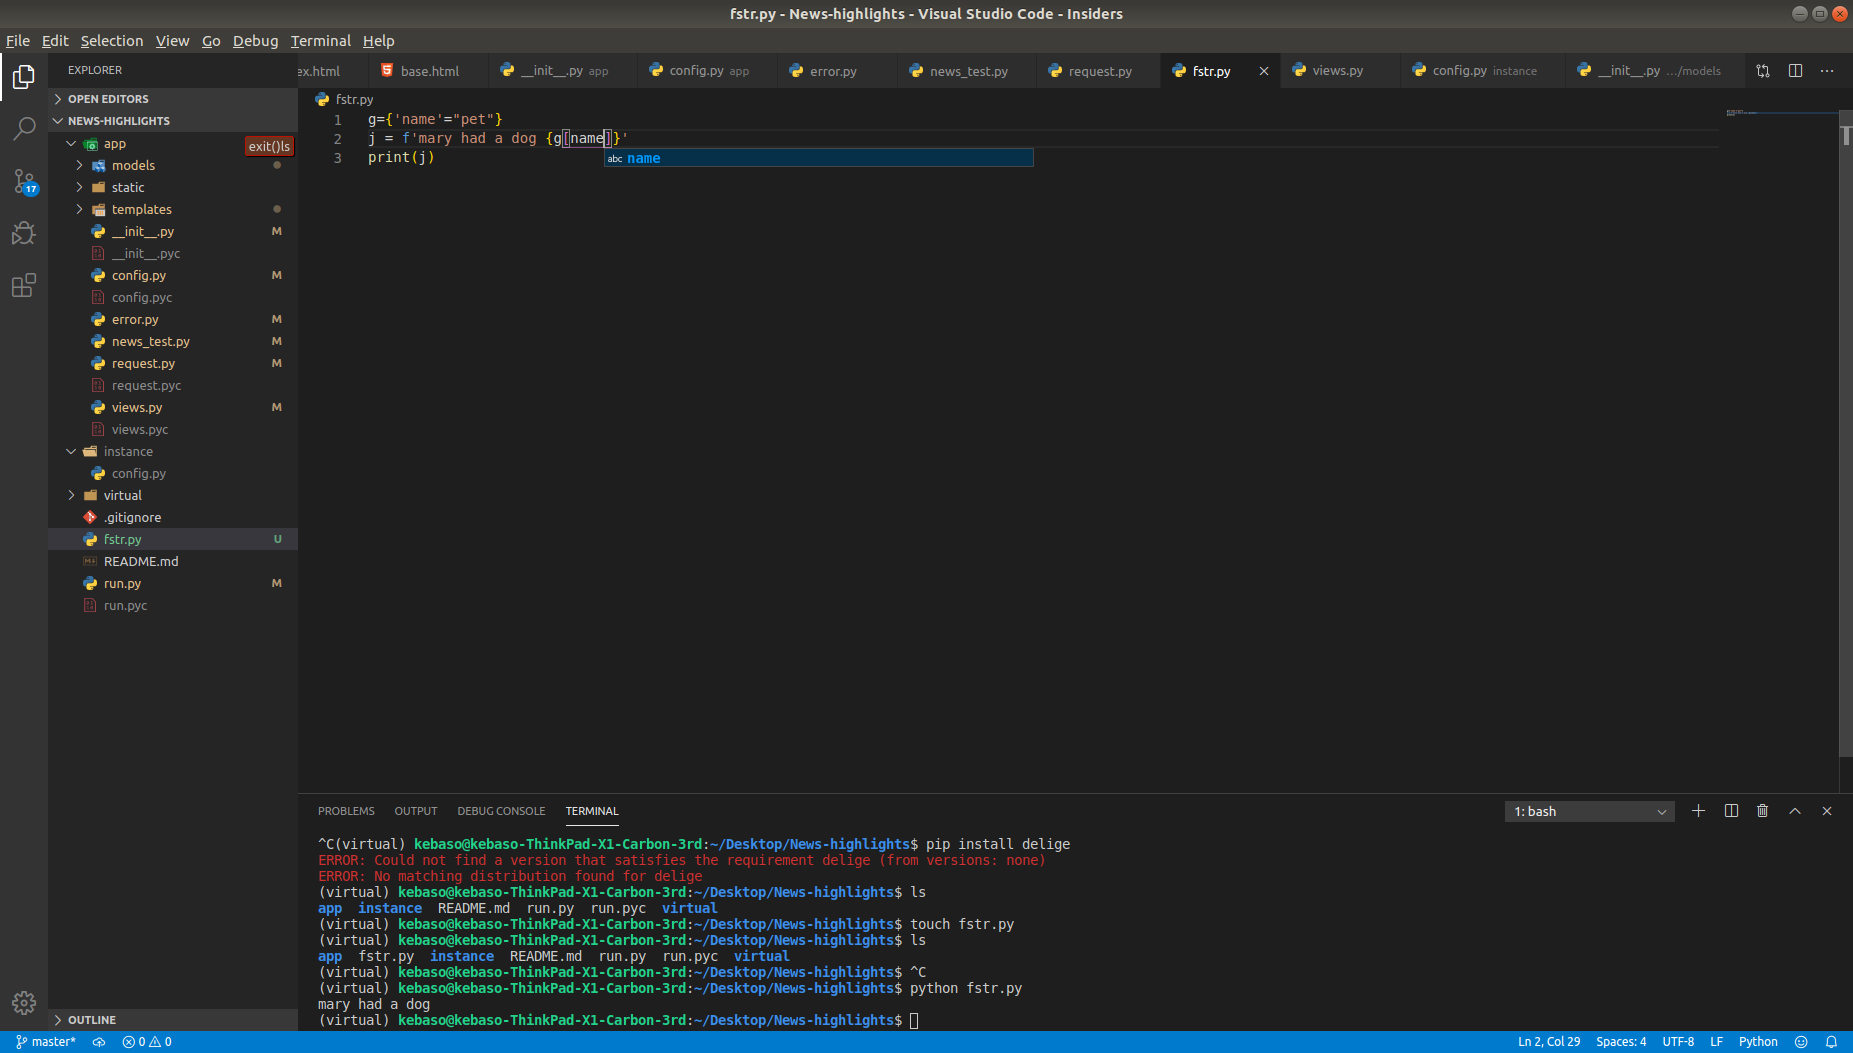 fstr.py - News-highlights - Visual Studio Code - Insiders
File Edit Selection View Go Debug Terminal Help
EXPLORER
ex.html base.html __init__.py app config.py app error.py news_test.py request.py fstr.py views.py config.py instance __init__.py .../models
OPEN EDITORS
NEWS-HIGHLIGHTS
app
exit()ls
models
static
templates
__init__.py M
__init__.pyc
config.py M
config.pyc
error.py M
news_test.py M
request.py M
request.pyc
views.py M
views.pyc
instance
config.py
virtual
.gitignore
fstr.py U
README.md
run.py M
run.pyc
OUTLINE
17
fstr.py
1 g={'name'="pet"}
2 j = f'mary had a dog {g[name]}'
3 print(j)
abc name
PROBLEMS OUTPUT DEBUG CONSOLE TERMINAL
1: bash
^C(virtual) kebaso@kebaso-ThinkPad-X1-Carbon-3rd:~/Desktop/News-highlights$ pip install delige
ERROR: Could not find a version that satisfies the requirement delige (from versions: none)
ERROR: No matching distribution found for delige
(virtual) kebaso@kebaso-ThinkPad-X1-Carbon-3rd:~/Desktop/News-highlights$ ls
app instance README.md run.py run.pyc virtual
(virtual) kebaso@kebaso-ThinkPad-X1-Carbon-3rd:~/Desktop/News-highlights$ touch fstr.py
(virtual) kebaso@kebaso-ThinkPad-X1-Carbon-3rd:~/Desktop/News-highlights$ ls
app fstr.py instance README.md run.py run.pyc virtual
(virtual) kebaso@kebaso-ThinkPad-X1-Carbon-3rd:~/Desktop/News-highlights$ ^C
(virtual) kebaso@kebaso-ThinkPad-X1-Carbon-3rd:~/Desktop/News-highlights$ python fstr.py
mary had a dog
(virtual) kebaso@kebaso-ThinkPad-X1-Carbon-3rd:~/Desktop/News-highlights$
master* 0 0 Ln 2, Col 29 Spaces: 4 UTF-8 LF Python